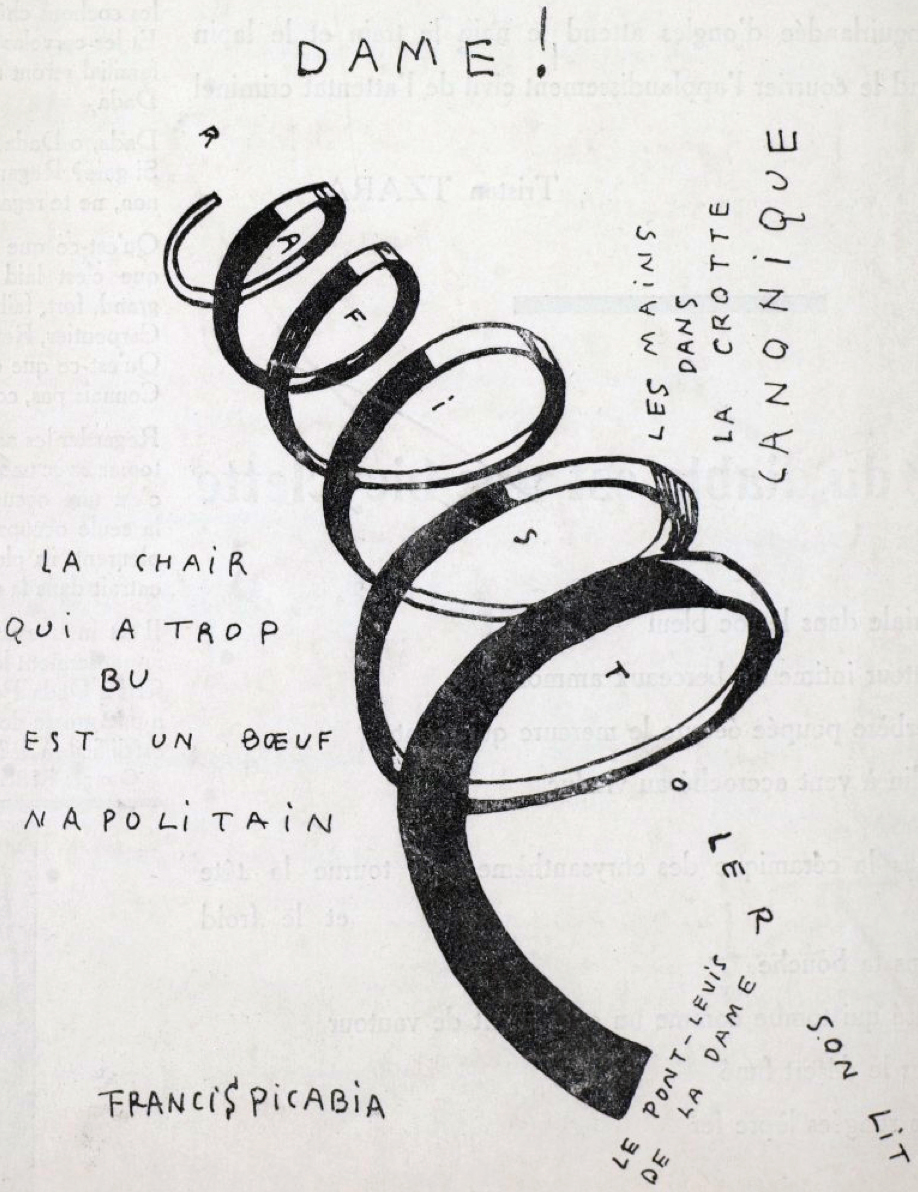 DAME !
RAFiSTOLER SON LiT
LES MAiNS
DANS
LA CROTTE
CANONiQUE
LA CHAiR
QUi A TROP
BU
EST UN BŒUF
NAPOLiTAiN
LE PONT-LEViS
DE LA DAME
FRANCiS PiCABiA